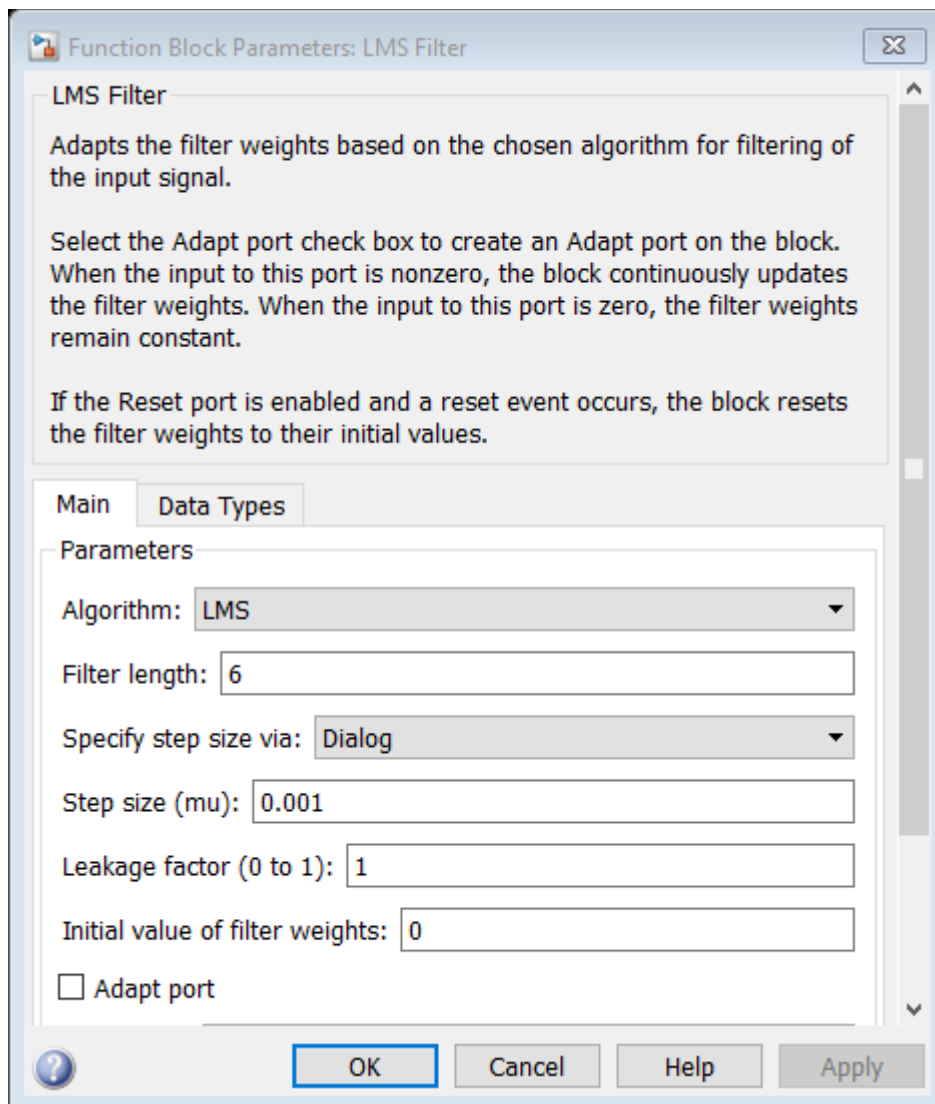 Function Block Parameters: LMS Filter
LMS Filter
Adapts the filter weights based on the chosen algorithm for filtering of
the input signal.
Select the Adapt port check box to create an Adapt port on the block.
When the input to this port is nonzero, the block continuously updates
the filter weights. When the input to this port is zero, the filter weights
remain constant.
If the Reset port is enabled and a reset event occurs, the block resets
the filter weights to their initial values.
Main Data Types
Parameters
Algorithm: LMS
Filter length: 6
Specify step size via: Dialog
Step size (mu): 0.001
Leakage factor (0 to 1): 1
Initial value of filter weights: 0
Adapt port
OK Cancel Help Apply